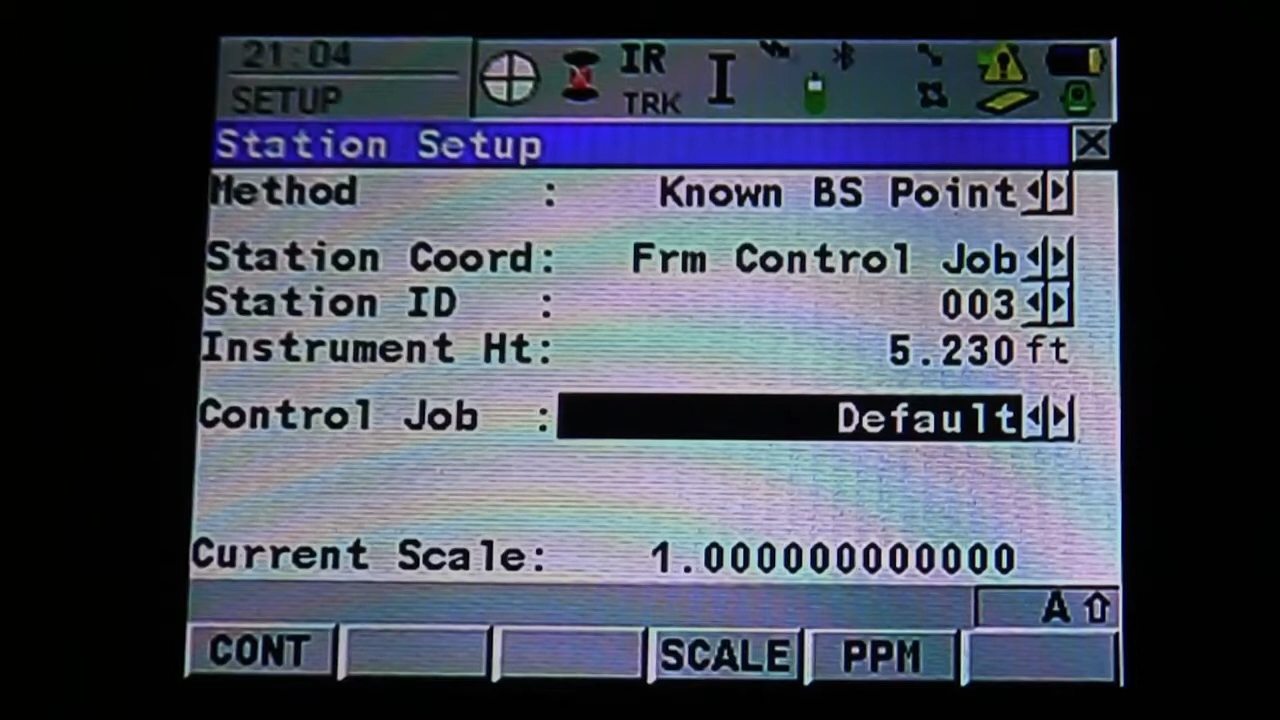 21:04
SETUP
IR
TRK
I
Station Setup
Method : Known BS Point
Station Coord: Frm Control Job
Station ID : 003
Instrument Ht: 5.230 ft
Control Job : Default
Current Scale: 1.000000000000
A
CONT SCALE PPM